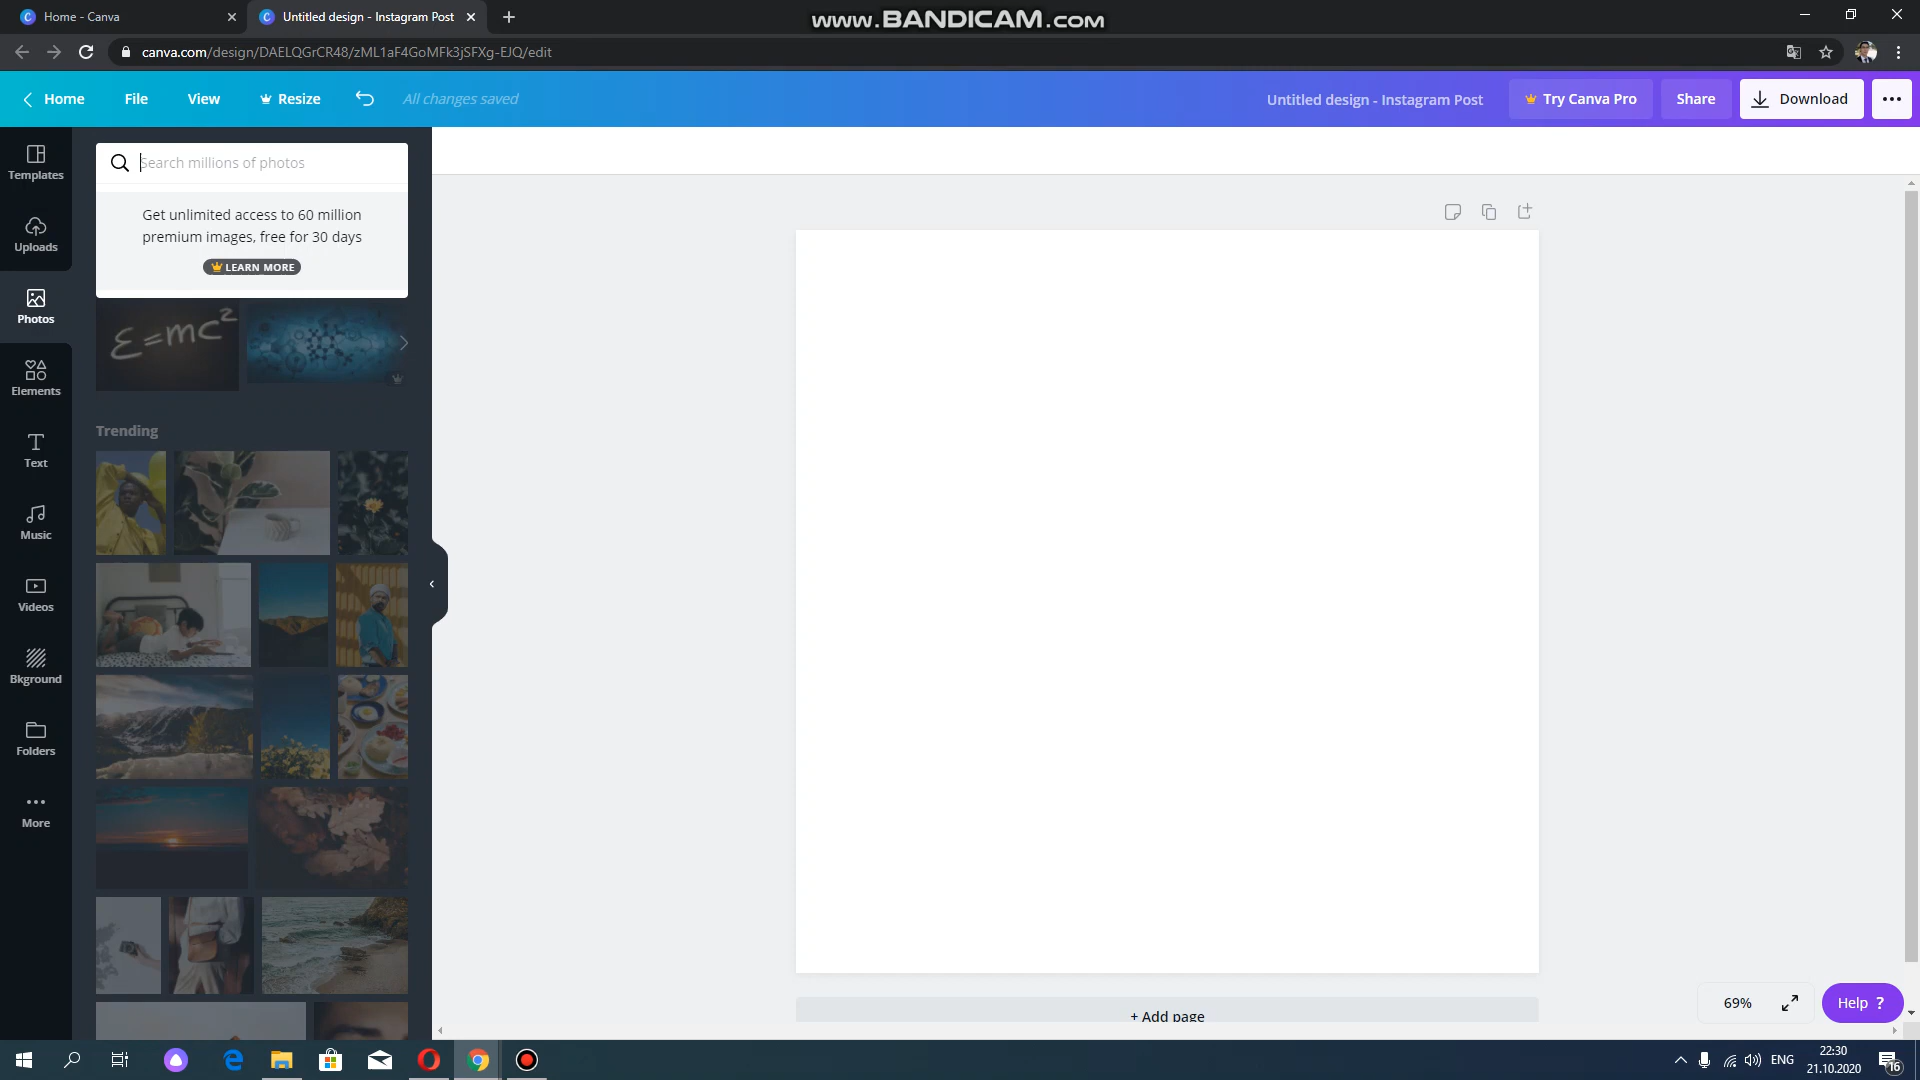 Home - Canva
Untitled design - Instagram Post
www.BANDICAM.com
canva.com/design/DAELQGrCR48/zML1aF4GoMFk3jSFXg-EJQ/edit
Home
File
View
Resize
All changes saved
Untitled design - Instagram Post
Try Canva Pro
Share
Download
Templates
Uploads
Photos
Elements
Text
Music
Videos
Bkground
Folders
More
Search millions of photos
Get unlimited access to 60 million
premium images, free for 30 days
LEARN MORE
E=mc²
Trending
+ Add page
69%
Help ?
ENG
22:30
21.10.2020
16